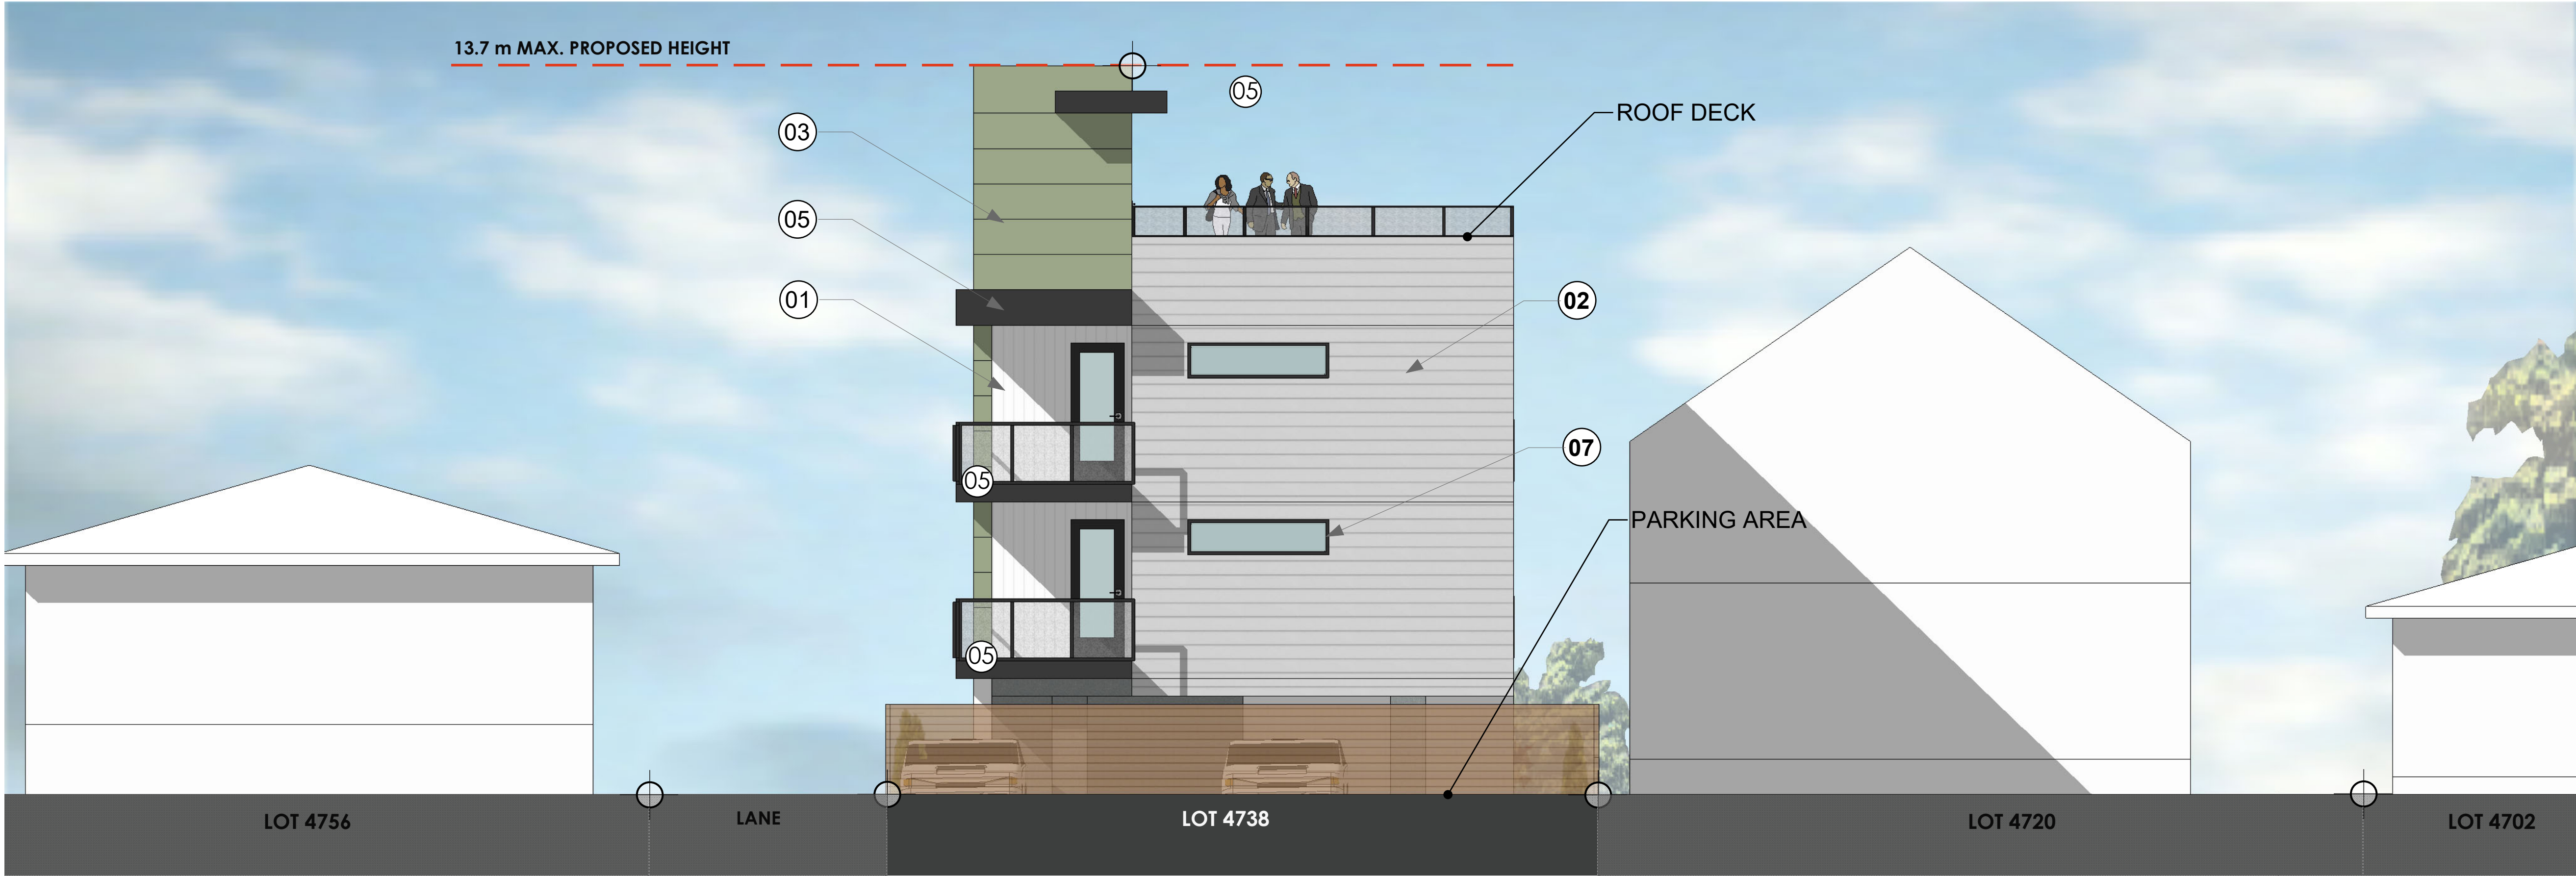 13.7 m MAX. PROPOSED HEIGHT
05
ROOF DECK
03
05
01
02
07
05
PARKING AREA
05
LOT 4756
LANE
LOT 4738
LOT 4720
LOT 4702